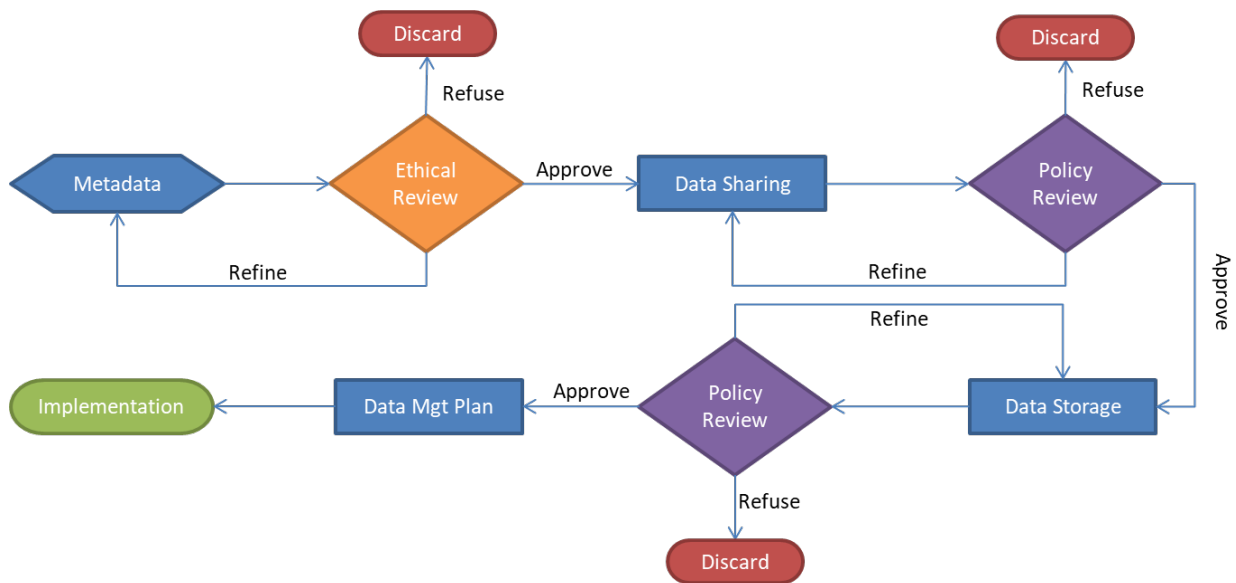 Discard
Discard
Refuse
Refuse
Metadata
Ethical
Review
Approve
Data Sharing
Policy
Review
Refine
Refine
Approve
Refine
Implementation
Data Mgt Plan
Approve
Policy
Review
Data Storage
Refuse
Discard